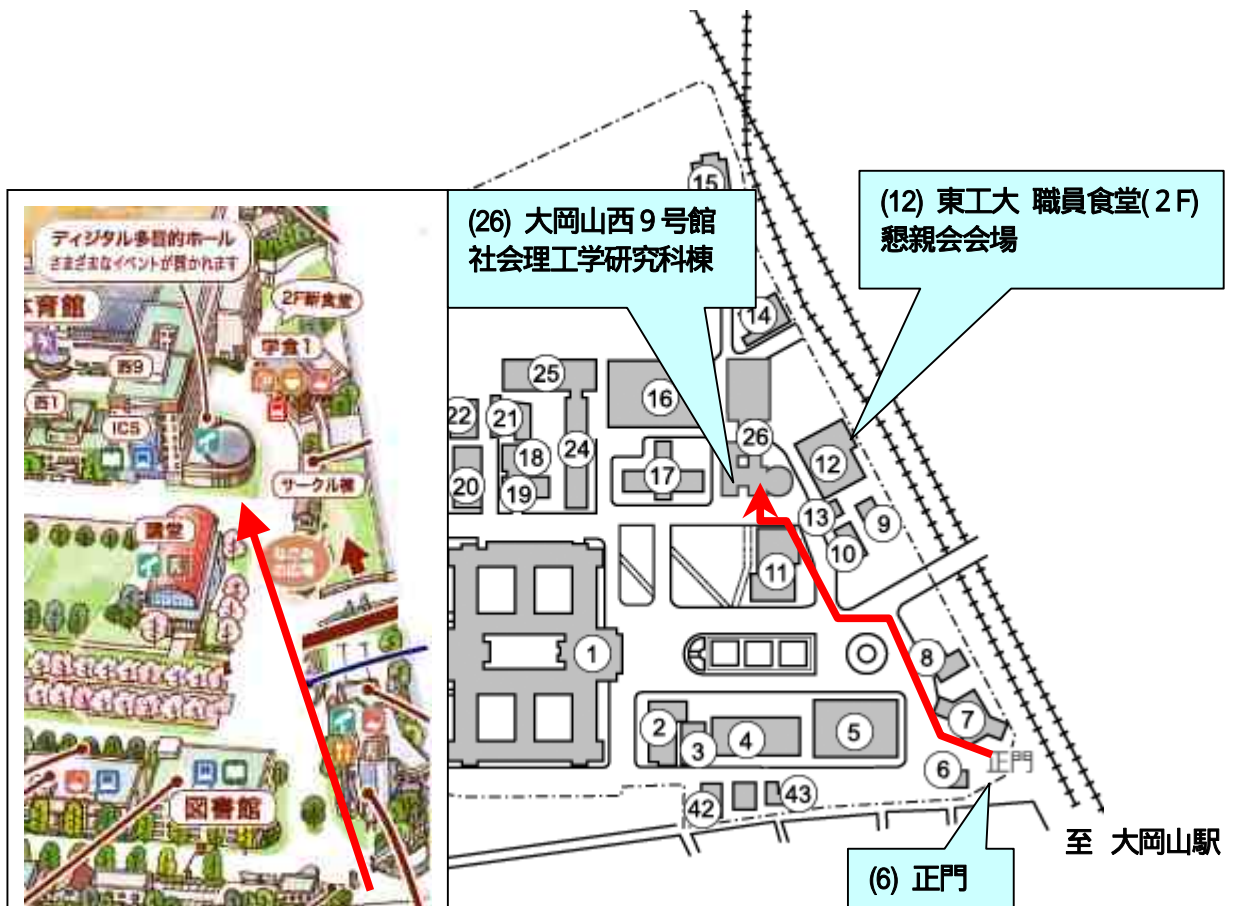 (26) 大岡山西９号館
社会理工学研究科棟
(12) 東工大 職員食堂(２F)
懇親会会場
ディジタル多目的ホール
さまざまなイベントが開かれます
体育館
2F新食堂
学食1
西9
西1
ICS
サークル棟
講堂
図書館
15
14
25
16
22
21
26
18
24
12
17
20
19
13
9
10
11
1
8
2
7
3
4
5
6
正門
42
43
至 大岡山駅
(6) 正門